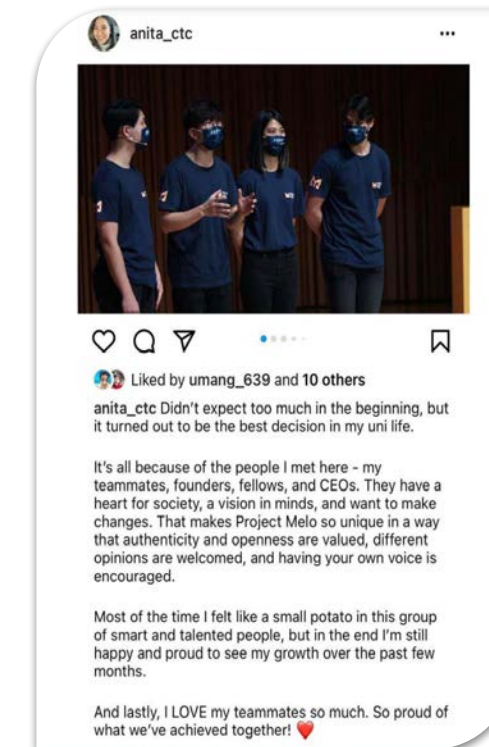 anita_ctc
Liked by umang_639 and 10 others
anita_ctc Didn't expect too much in the beginning, but
it turned out to be the best decision in my uni life.
It's all because of the people I met here - my
teammates, founders, fellows, and CEOs. They have a
heart for society, a vision in minds, and want to make
changes. That makes Project Melo so unique in a way
that authenticity and openness are valued, different
opinions are welcomed, and having your own voice is
encouraged.
Most of the time I felt like a small potato in this group
of smart and talented people, but in the end I'm still
happy and proud to see my growth over the past few
months.
And lastly, I LOVE my teammates so much. So proud of
what we've achieved together! ❤️